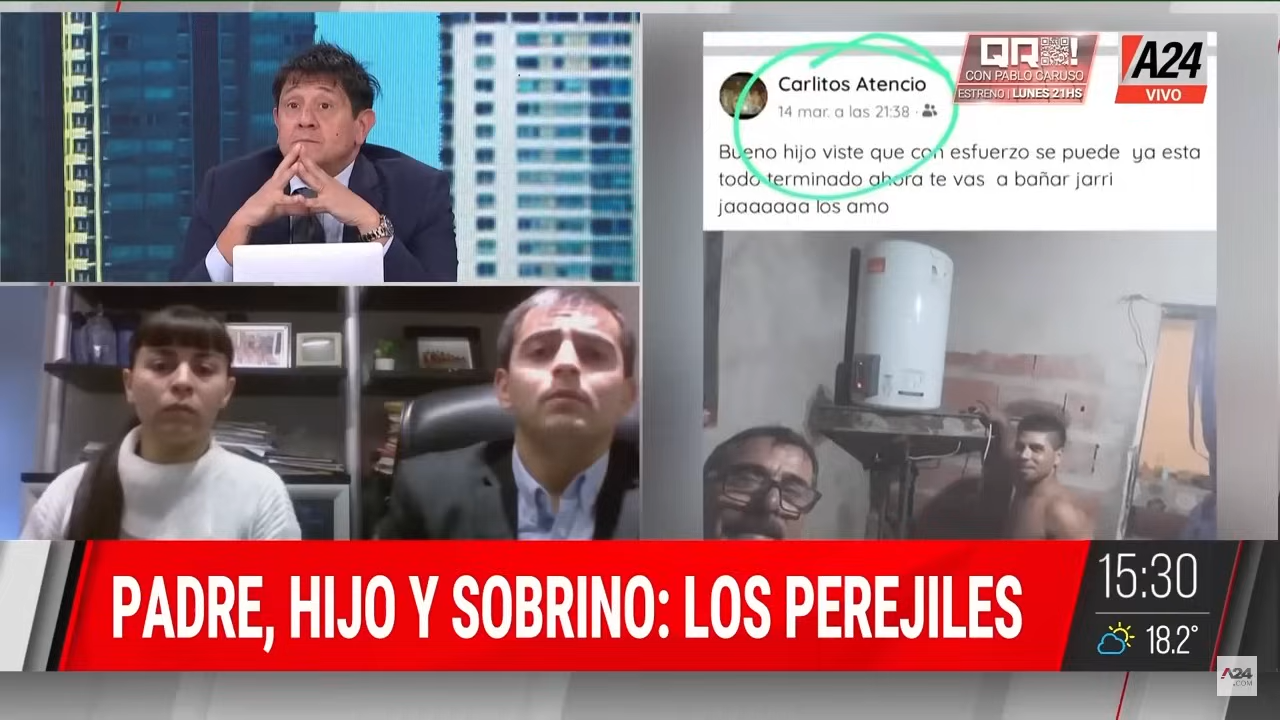 Carlitos Atencio
14 mar. a las 21:38
Bueno hijo viste que con esfuerzo se puede ya esta
todo terminado ahora te vas a bañar jarri
jaaaaaaa los amo
QR !
CON PABLO CARUSO
ESTRENO | LUNES 21HS
A24
VIVO
PADRE, HIJO Y SOBRINO: LOS PEREJILES
15:30
18.2°
A24
.COM